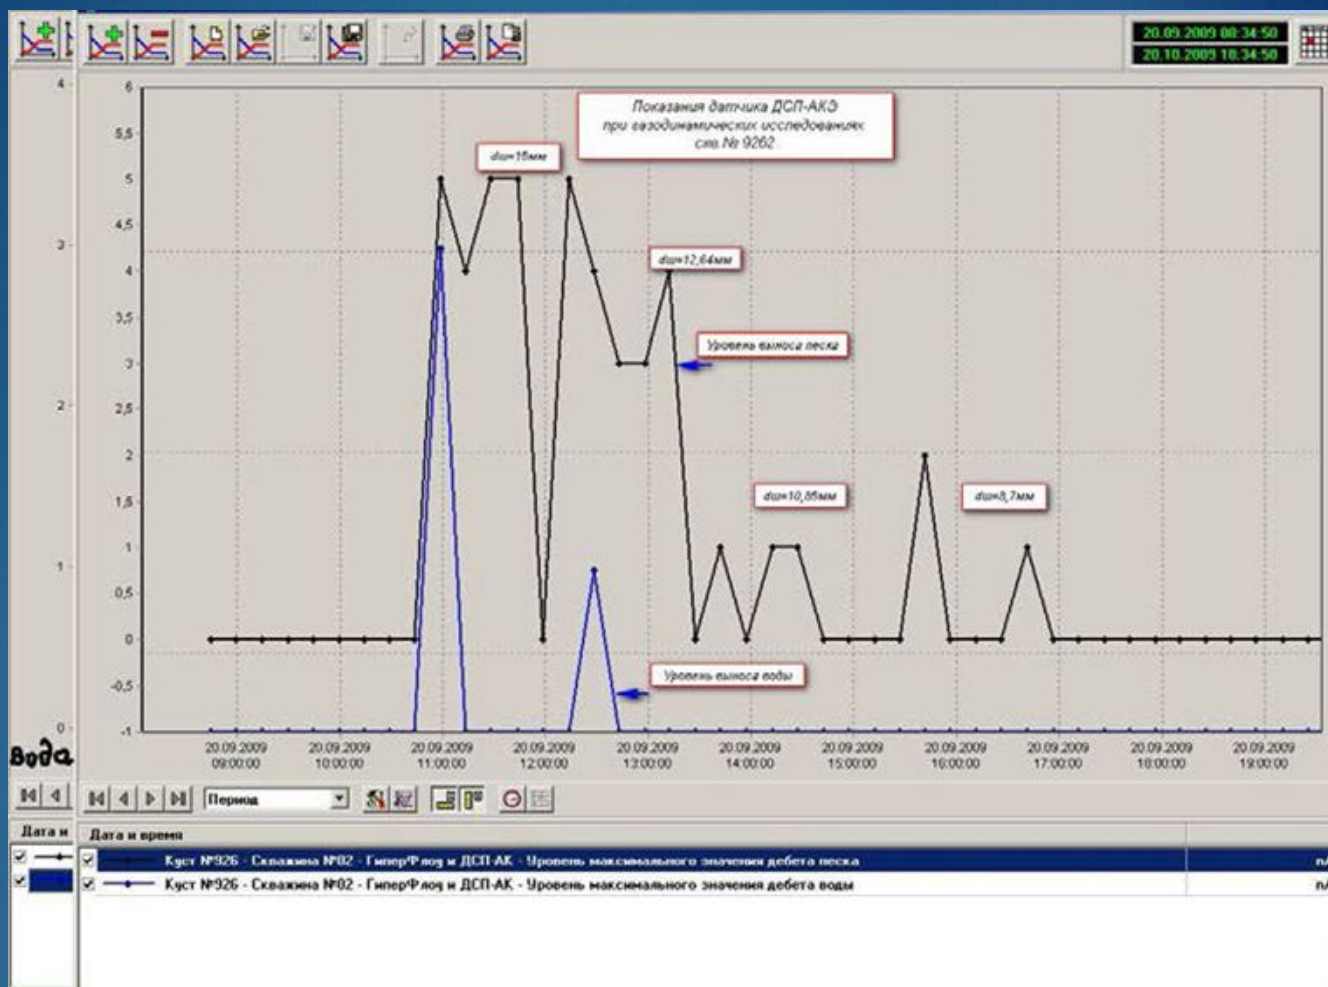 20.09.2009 08:34:50
20.10.2009 18:34:50
4
3
2
1
0
Вода
6
5,5
5
4,5
4
3,5
3
2,5
2
1,5
1
0,5
0
-0,5
-1
Показания датчика ДСП-АКЭ
при газодинамических исследованиях
скв.№ 9262
dш=16мм
dш=12,64мм
Уровень выноса песка
dш=10,85мм
dш=8,7мм
Уровень выноса воды
20.09.2009 20.09.2009 20.09.2009 20.09.2009 20.09.2009 20.09.2009 20.09.2009 20.09.2009 20.09.2009 20.09.2009 20.09.2009
09:00:00 10:00:00 11:00:00 12:00:00 13:00:00 14:00:00 15:00:00 16:00:00 17:00:00 18:00:00 19:00:00
Период
Дата и
Дата и время
Куст №926 - Скважина №02 - ГиперФлоу и ДСП-АК - Уровень максимального значения дебета песка
Куст №926 - Скважина №02 - ГиперФлоу и ДСП-АК - Уровень максимального значения дебета воды